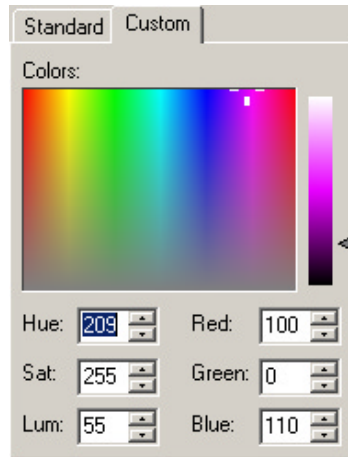 Standard Custom
Colors:
Hue: 209 Red: 100
Sat: 255 Green: 0
Lum: 55 Blue: 110